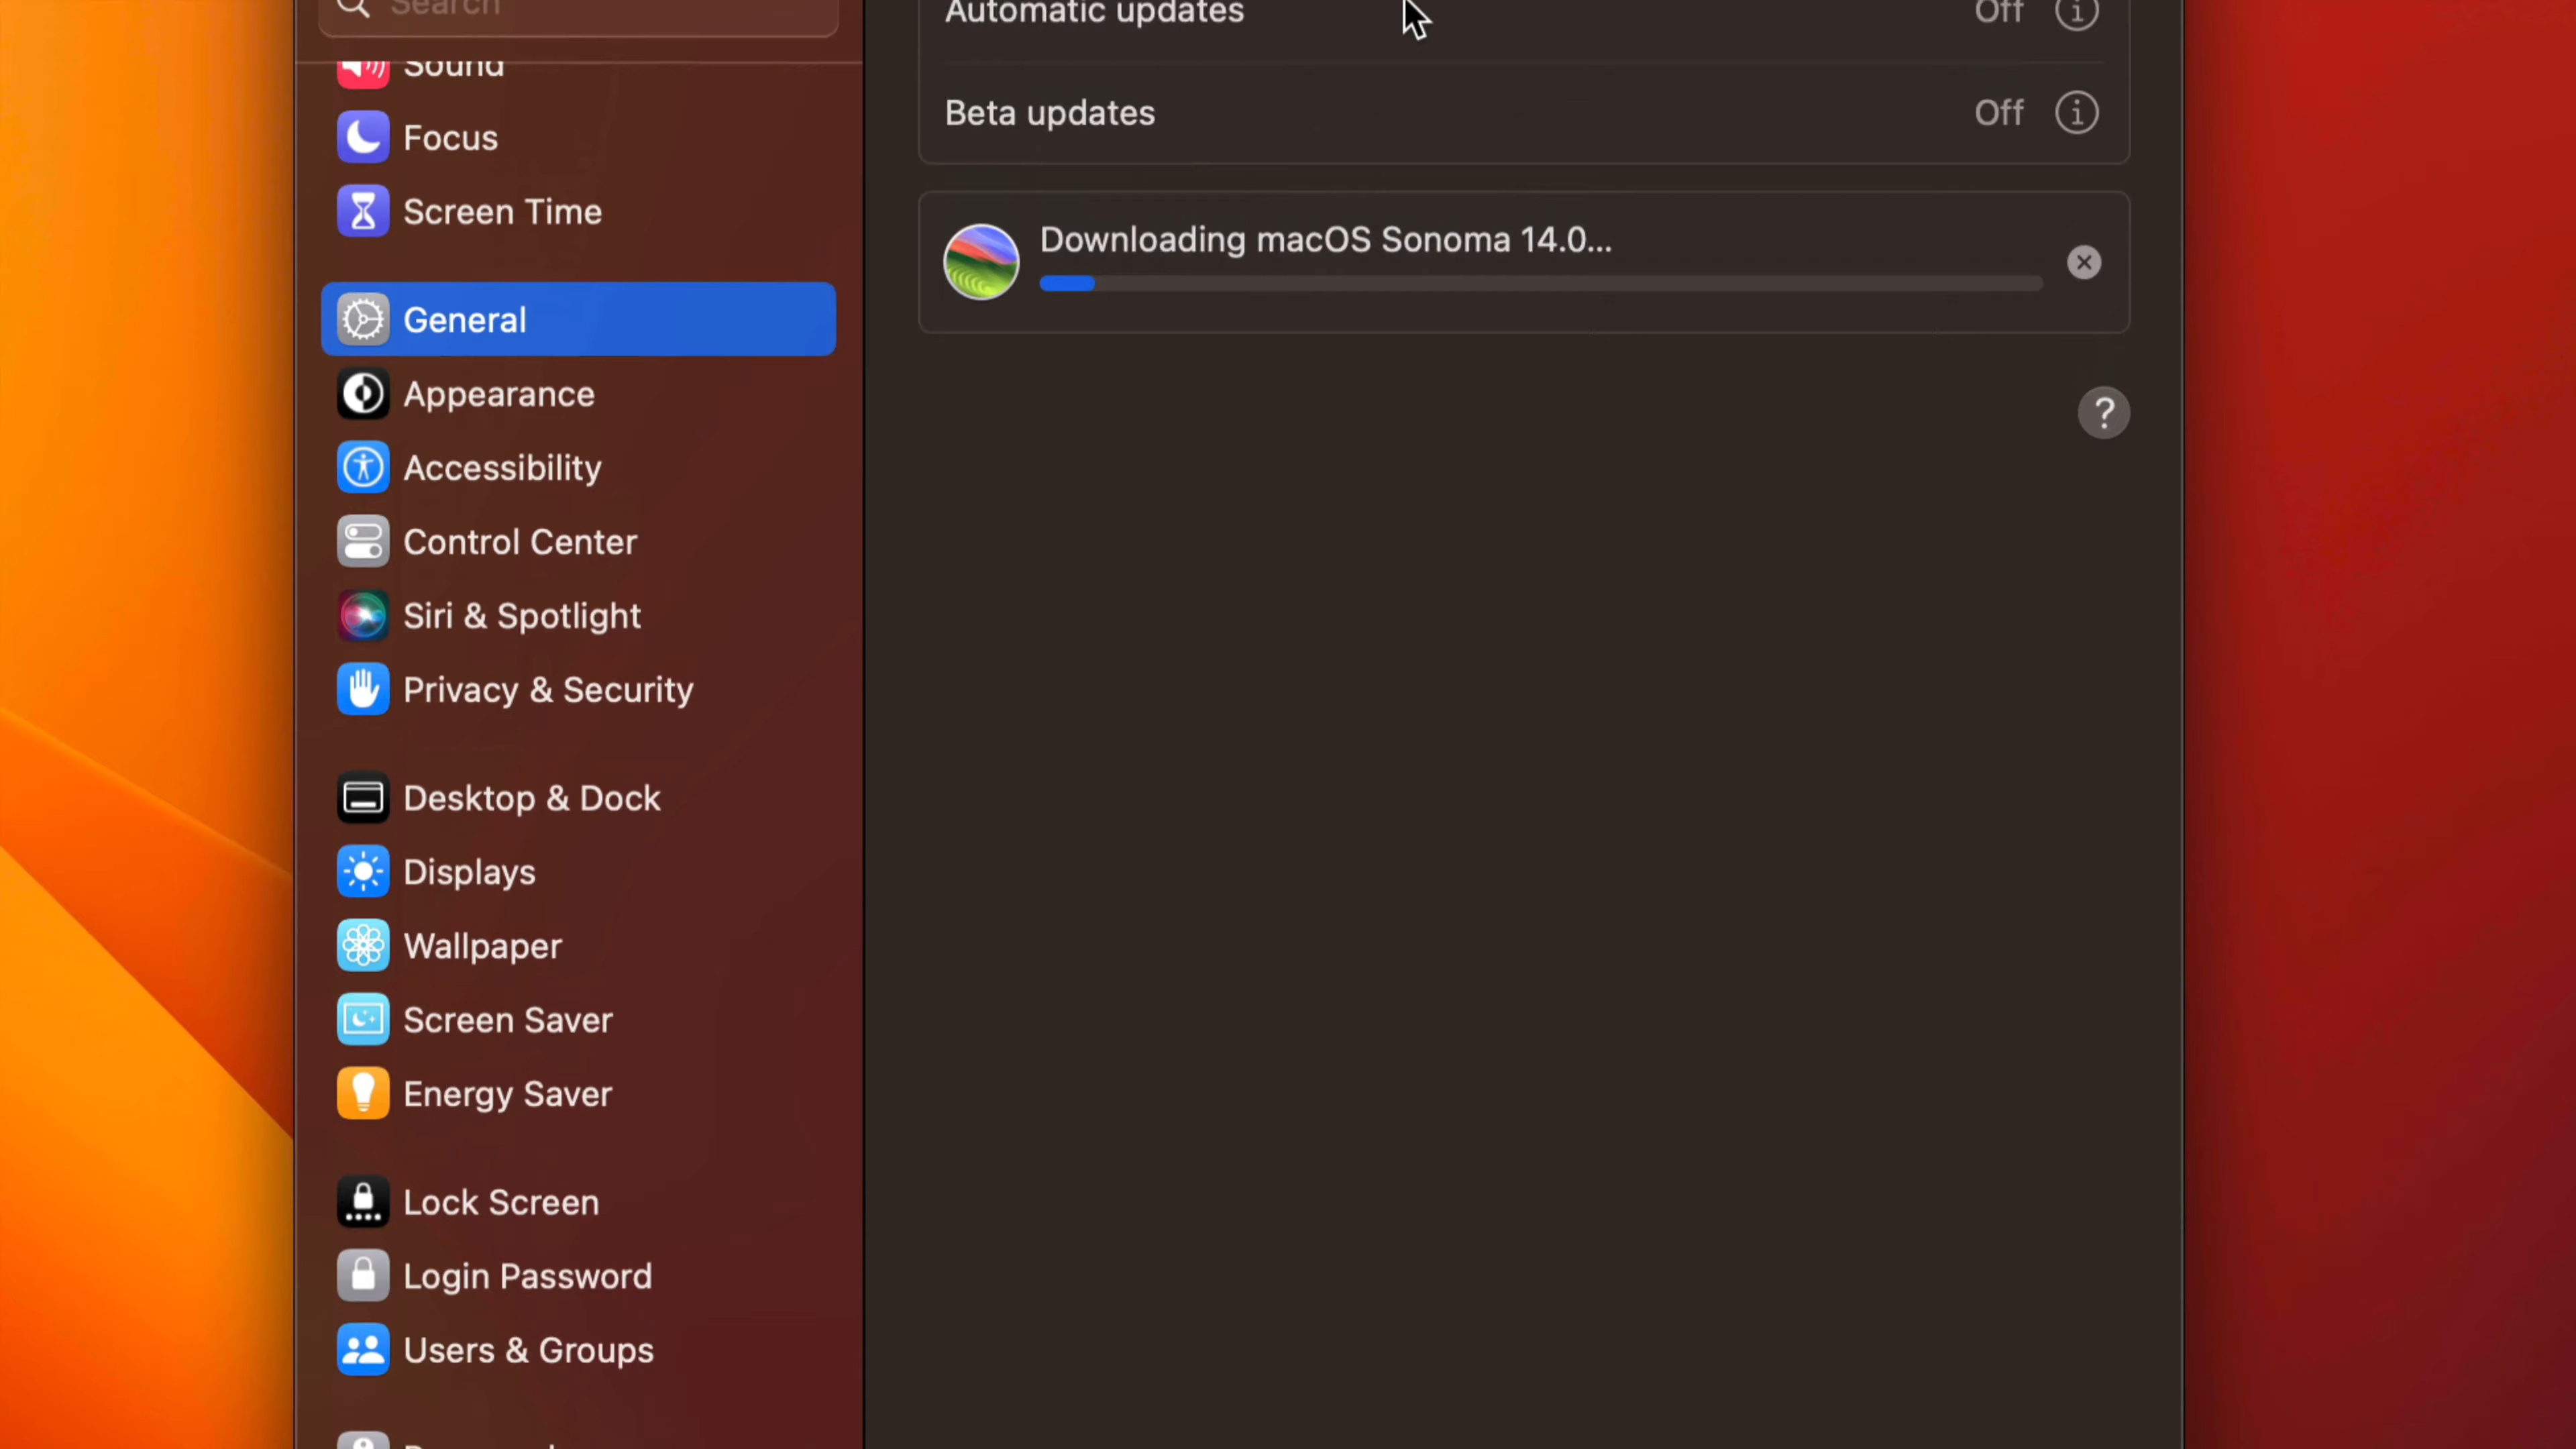 Search
Automatic updates Off
Sound
Beta updates Off
Focus
Screen Time
Downloading macOS Sonoma 14.0...
General
?
Appearance
Accessibility
Control Center
Siri & Spotlight
Privacy & Security
Desktop & Dock
Displays
Wallpaper
Screen Saver
Energy Saver
Lock Screen
Login Password
Users & Groups